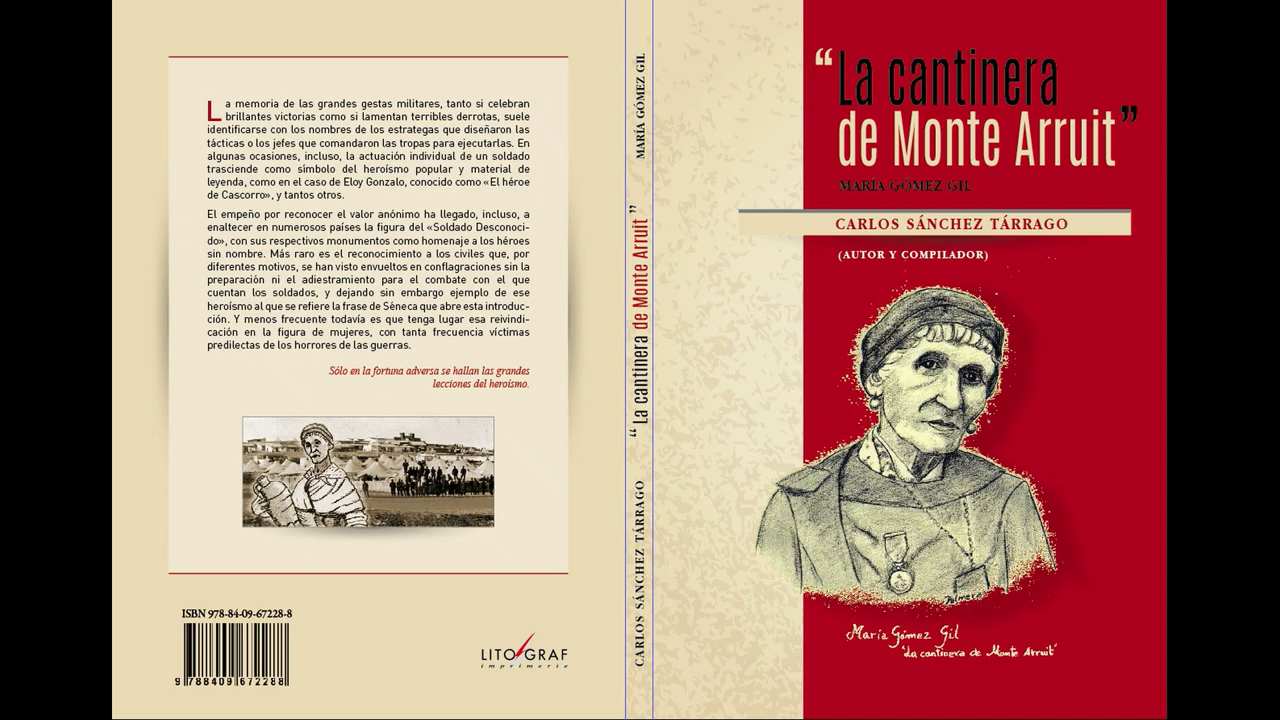 La memoria de las grandes gestas militares, tanto si celebran
brillantes victorias como si lamentan terribles derrotas, suele
identificarse con los nombres de los estrategas que diseñaron las
tácticas o los jefes que comandaron las tropas para ejecutarlas. En
algunas ocasiones, incluso, la actuación individual de un soldado
trasciende como símbolo del heroísmo popular y material de
leyenda, como en el caso de Eloy Gonzalo, conocido como «El héroe
de Cascorro», y tantos otros.
El empeño por reconocer el valor anónimo ha llegado, incluso, a
enaltecer en numerosos países la figura del «Soldado Desconoci-
do», con sus respectivos monumentos como homenaje a los héroes
sin nombre. Más raro es el reconocimiento a los civiles que, por
diferentes motivos, se han visto envueltos en conflagraciones sin la
preparación ni el adiestramiento para el combate con el que
cuentan los soldados, y dejando sin embargo ejemplo de ese
heroísmo al que se refiere la frase de Séneca que abre esta introduc-
ción. Y menos frecuente todavía es que tenga lugar esa reivindi-
cación en la figura de mujeres, con tanta frecuencia víctimas
predilectas de los horrores de las guerras.
Sólo en la fortuna adversa se hallan las grandes
lecciones del heroísmo.
ISBN 978-84-09-67228-8
9 788409 672288
LITOGRAF
imprimerie
CARLOS SÁNCHEZ TÁRRAGO
“La cantinera de Monte Arruit”
MARÍA GÓMEZ GIL
“La cantinera
de Monte Arruit”
MARÍA GÓMEZ GIL
CARLOS SÁNCHEZ TÁRRAGO
(AUTOR Y COMPILADOR)
Palmero
María Gómez Gil
"La cantinera de Monte Arruit"